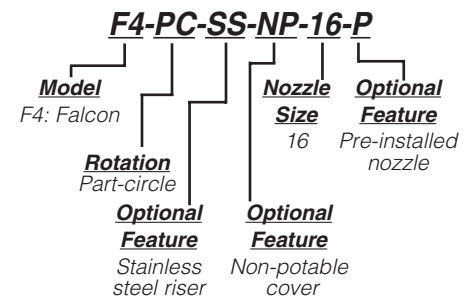 F4-PC-SS-NP-16-P
Model
F4: Falcon
Rotation
Part-circle
Optional
Feature
Stainless
steel riser
Optional
Feature
Non-potable
cover
Nozzle
Size
16
Optional
Feature
Pre-installed
nozzle